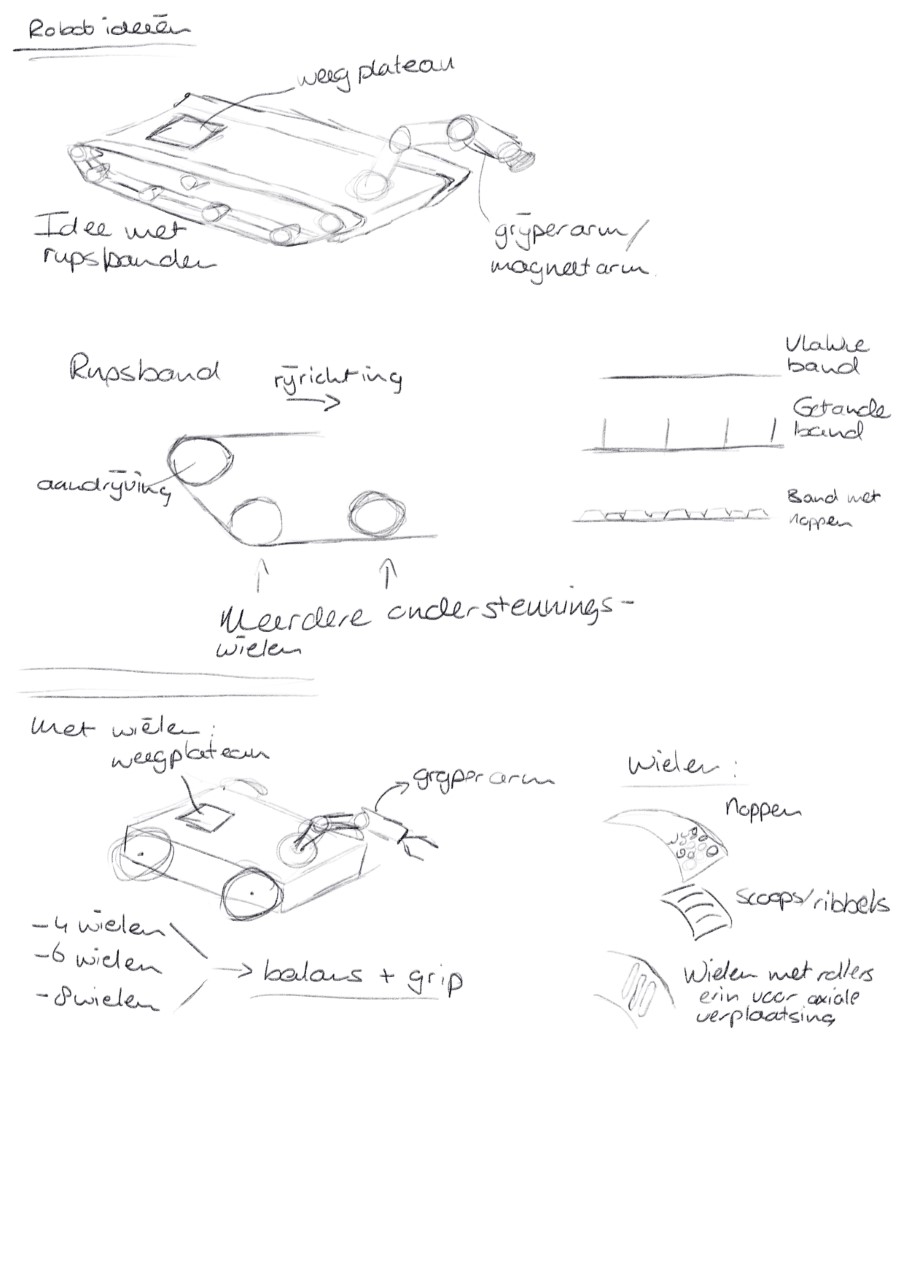 Robot ideeën
weegplateau
Idee met
rupsbanden
grijperarm/
magneetarm
Rupsband
rijrichting
aandrijving
Meerdere ondersteunings-
wielen
Vlakke
band
Getande
band
Band met
noppen
Met wielen:
weegplateau
grijperarm
-4 wielen
-6 wielen
-8 wielen
balans + grip
Wielen:
Noppen
Scoops/ribbels
Wielen met rollers
erin voor axiale
verplaatsing